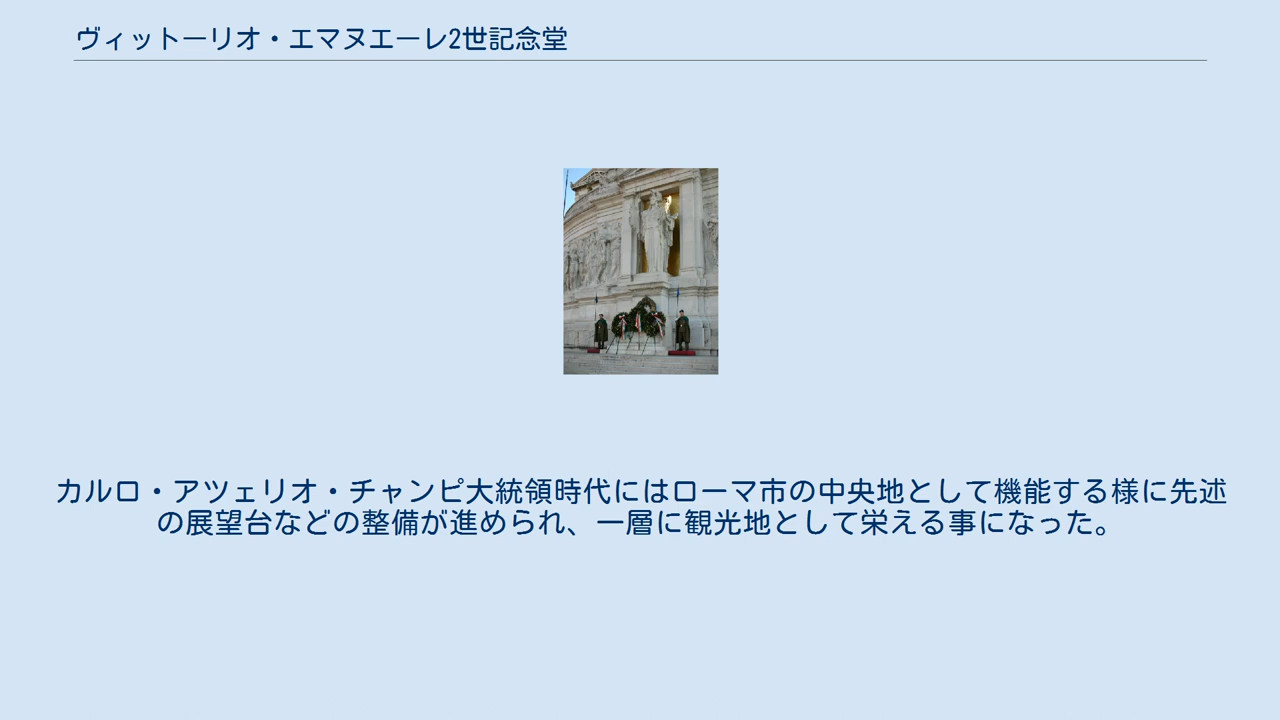 ヴィットーリオ・エマヌエーレ2世記念堂
カルロ・アツェリオ・チャンピ大統領時代にはローマ市の中央地として機能する様に先述
の展望台などの整備が進められ、一層に観光地として栄える事になった。